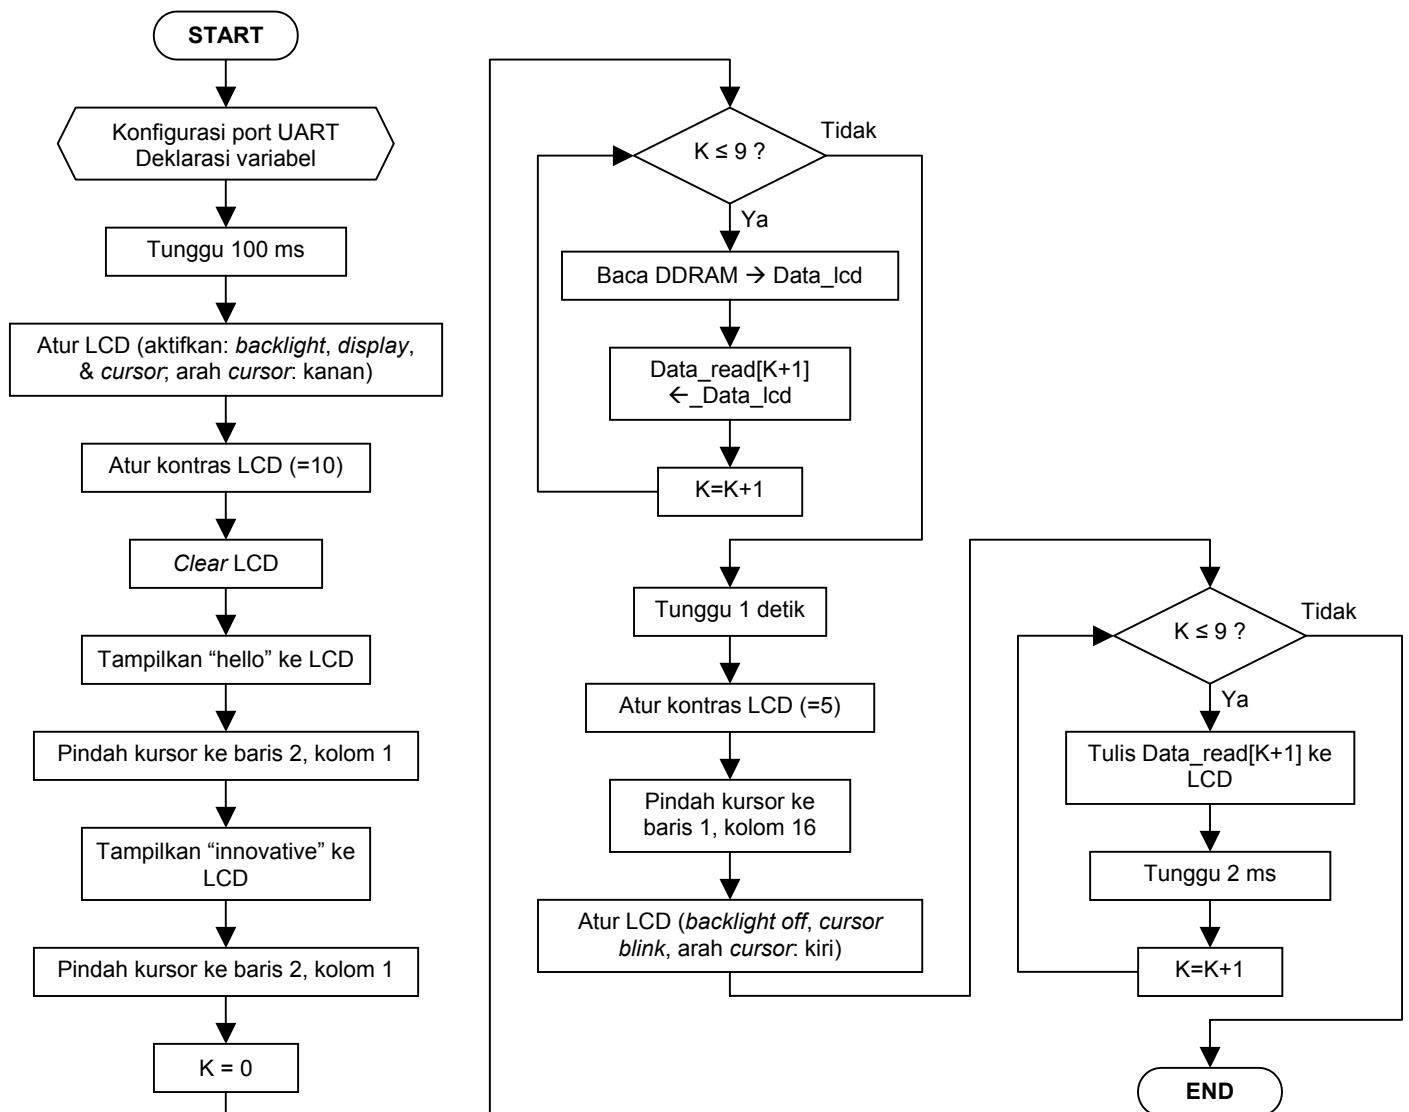 START
Konfigurasi port UART
Deklarasi variabel
Tunggu 100 ms
Atur LCD (aktifkan: backlight, display,
& cursor; arah cursor: kanan)
Atur kontras LCD (=10)
Clear LCD
Tampilkan “hello” ke LCD
Pindah kursor ke baris 2, kolom 1
Tampilkan “innovative” ke
LCD
Pindah kursor ke baris 2, kolom 1
K = 0
K ≤ 9 ?
Tidak
Ya
Baca DDRAM → Data_lcd
Data_read[K+1]
←_Data_lcd
K=K+1
Tunggu 1 detik
Atur kontras LCD (=5)
Pindah kursor ke
baris 1, kolom 16
Atur LCD (backlight off, cursor
blink, arah cursor: kiri)
K ≤ 9 ?
Tidak
Ya
Tulis Data_read[K+1] ke
LCD
Tunggu 2 ms
K=K+1
END